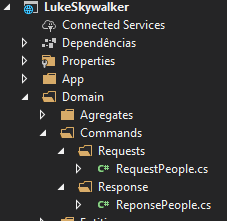 LukeSkywalker
Connected Services
Dependências
Properties
App
Domain
Agregates
Commands
Requests
C# RequestPeople.cs
Response
C# ReponsePeople.cs